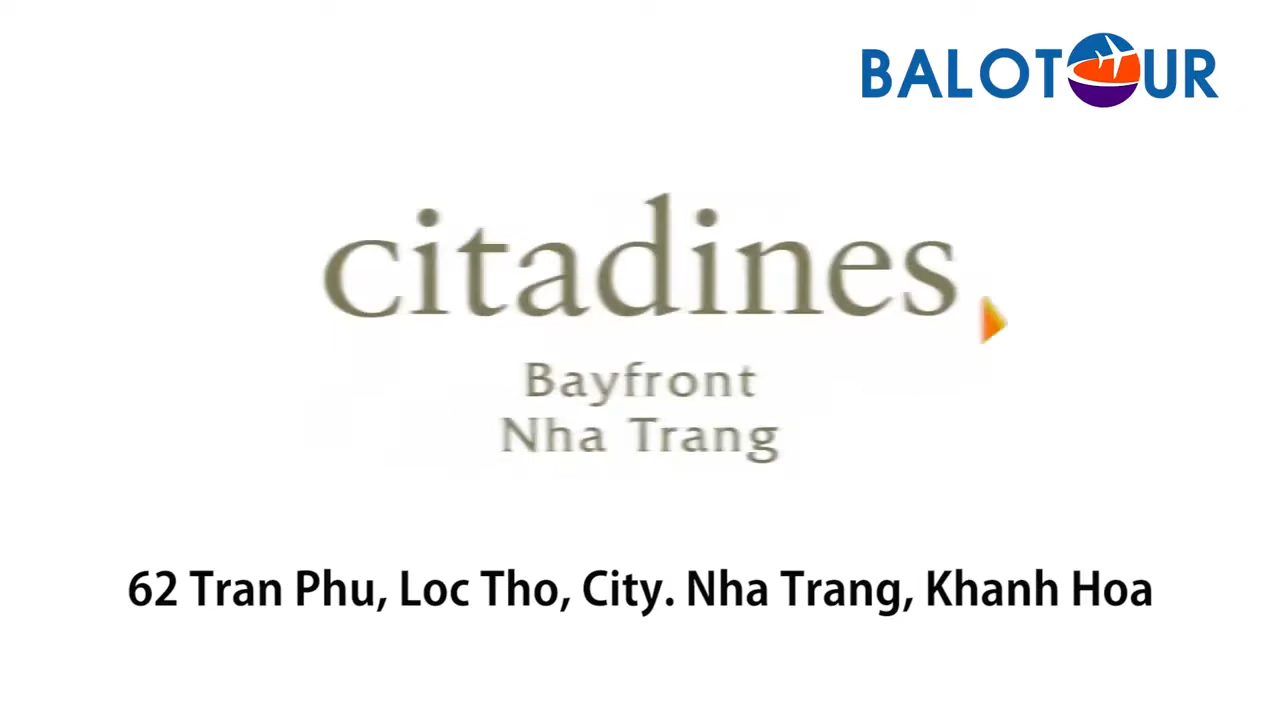 BALOTOUR
citadines
Bayfront
Nha Trang
62 Tran Phu, Loc Tho, City. Nha Trang, Khanh Hoa